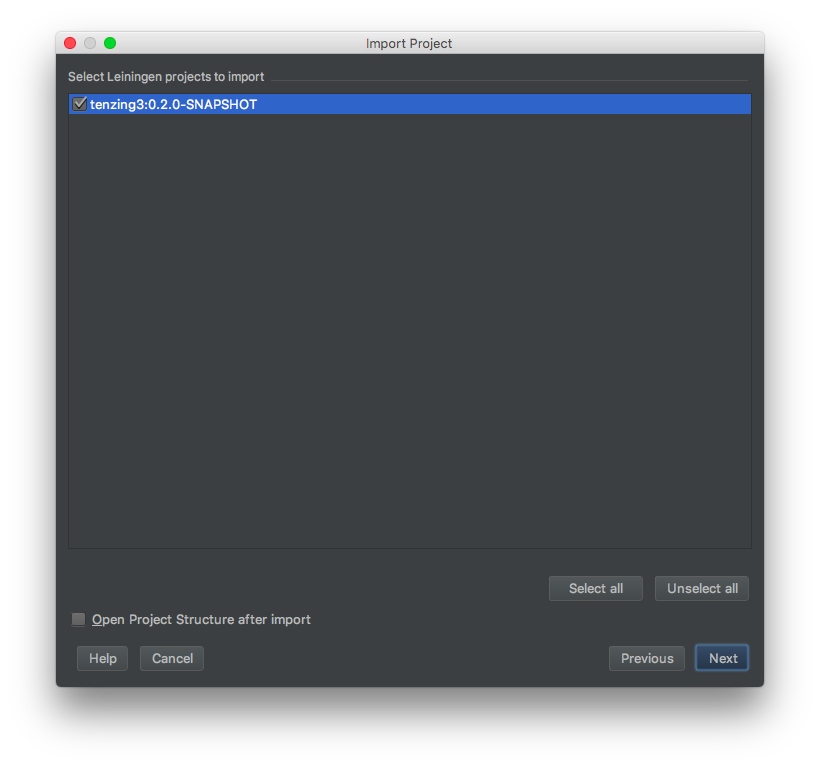 Import Project
Select Leiningen projects to import
tenzing3:0.2.0-SNAPSHOT
Select all Unselect all
Open Project Structure after import
Help Cancel Previous Next